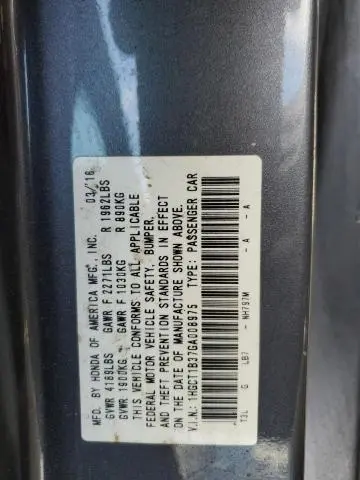 MFD. BY HONDA OF AMERICA MFG., INC. 03/16
GVWR 4189LBS GAWR F 2271LBS R 1962LBS
GVWR 1900KG GAWR F 1030KG R 890KG
THIS VEHICLE CONFORMS TO ALL APPLICABLE
FEDERAL MOTOR VEHICLE SAFETY, BUMPER,
AND THEFT PREVENTION STANDARDS IN EFFECT
ON THE DATE OF MANUFACTURE SHOWN ABOVE.
V.I.N.: 1HGCT1B37GA008975 TYPE: PASSENGER CAR
T3L G LB7 NH797M - A - A